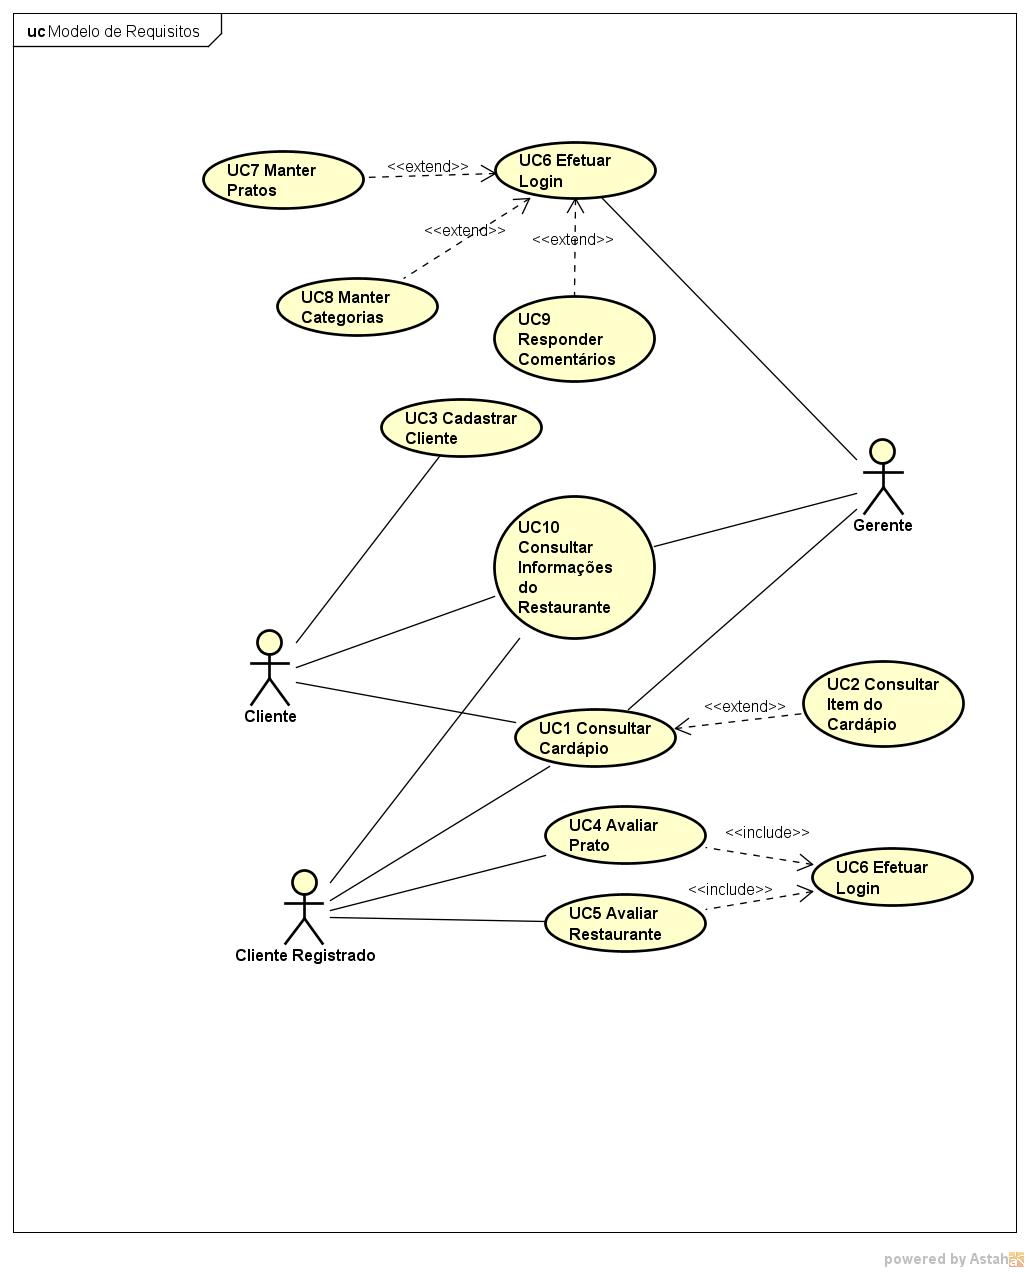 uc Modelo de Requisitos
UC7 Manter
Pratos
<<extend>>
UC6 Efetuar
Login
<<extend>>
<<extend>>
UC8 Manter
Categorias
UC9
Responder
Comentários
UC3 Cadastrar
Cliente
Gerente
UC10
Consultar
Informações
do
Restaurante
Cliente
UC1 Consultar
Cardápio
<<extend>>
UC2 Consultar
Item do
Cardápio
UC4 Avaliar
Prato
<<include>>
UC6 Efetuar
Login
<<include>>
UC5 Avaliar
Restaurante
Cliente Registrado
powered by Astah